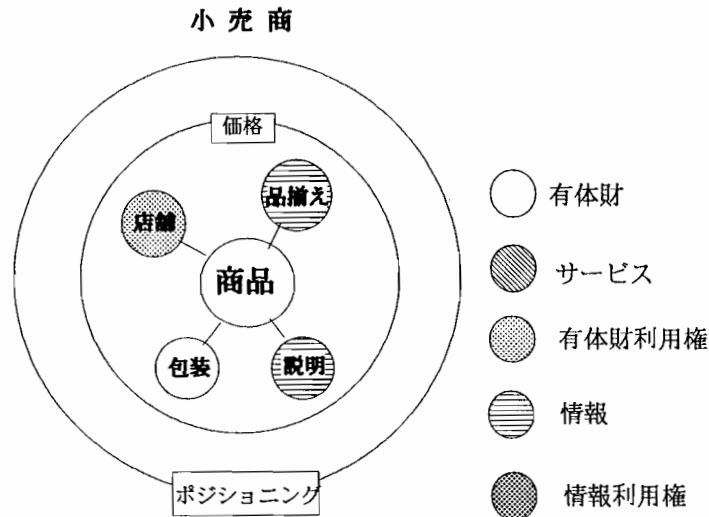 小売商
価格
品揃え
店舗
商品
包装
説明
ポジショニング
有体財
サービス
有体財利用権
情報
情報利用権